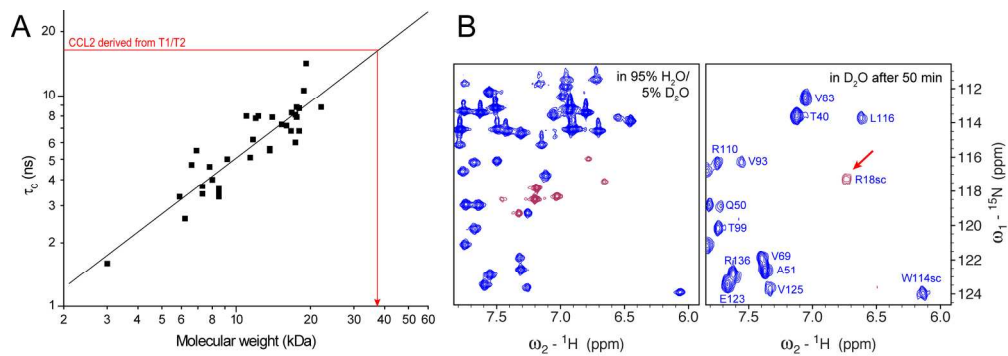 A
B
τc (ns)
20
10
9
8
7
6
5
4
3
2
1
CCL2 derived from T1/T2
2 3 4 5 6 7 8 9 10 20 30 40 50 60
Molecular weight (kDa)
in 95% H2O/
5% D2O
7.5 7.0 6.5 6.0
ω2 - 1H (ppm)
in D2O after 50 min
V63
T40
L116
R110
V93
R18sc
Q50
T99
V69
R136
A51
V125
E123
W114sc
7.5 7.0 6.5 6.0
ω2 - 1H (ppm)
112
114
116
118
120
122
124
ω1 - 15N (ppm)